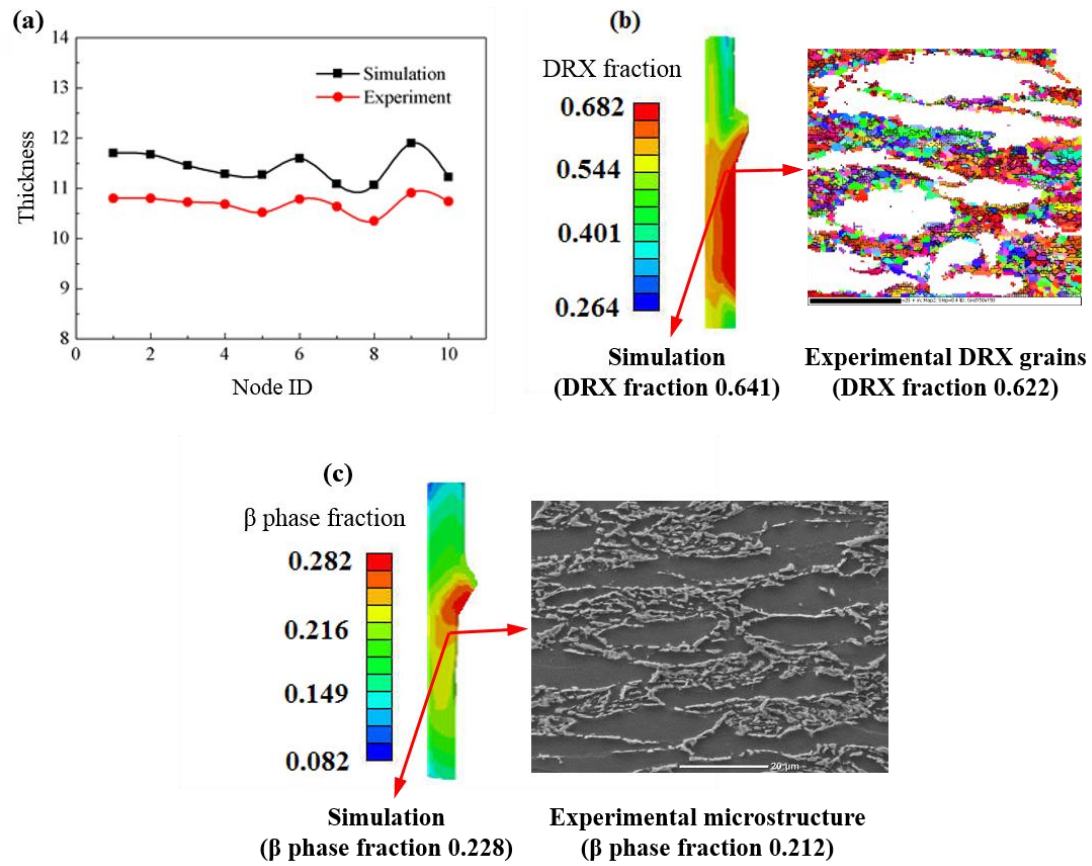 (a)
14
13
12
11
10
9
8
Thickness
Simulation
Experiment
0 2 4 6 8 10
Node ID
(b)
DRX fraction
0.682
0.544
0.401
0.264
Simulation
(DRX fraction 0.641)
Experimental DRX grains
(DRX fraction 0.622)
(c)
β phase fraction
0.282
0.216
0.149
0.082
20 μm
Simulation
(β phase fraction 0.228)
Experimental microstructure
(β phase fraction 0.212)